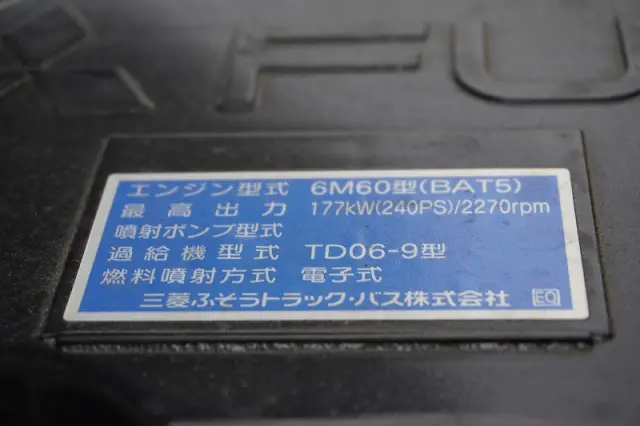 FU
エンジン型式 6M60型(BAT5)
最高出力 177kW(240PS)/2270rpm
噴射ポンプ型式
過給機型式 TD06-9型
燃料噴射方式 電子式
三菱ふそうトラック・バス株式会社 EQ